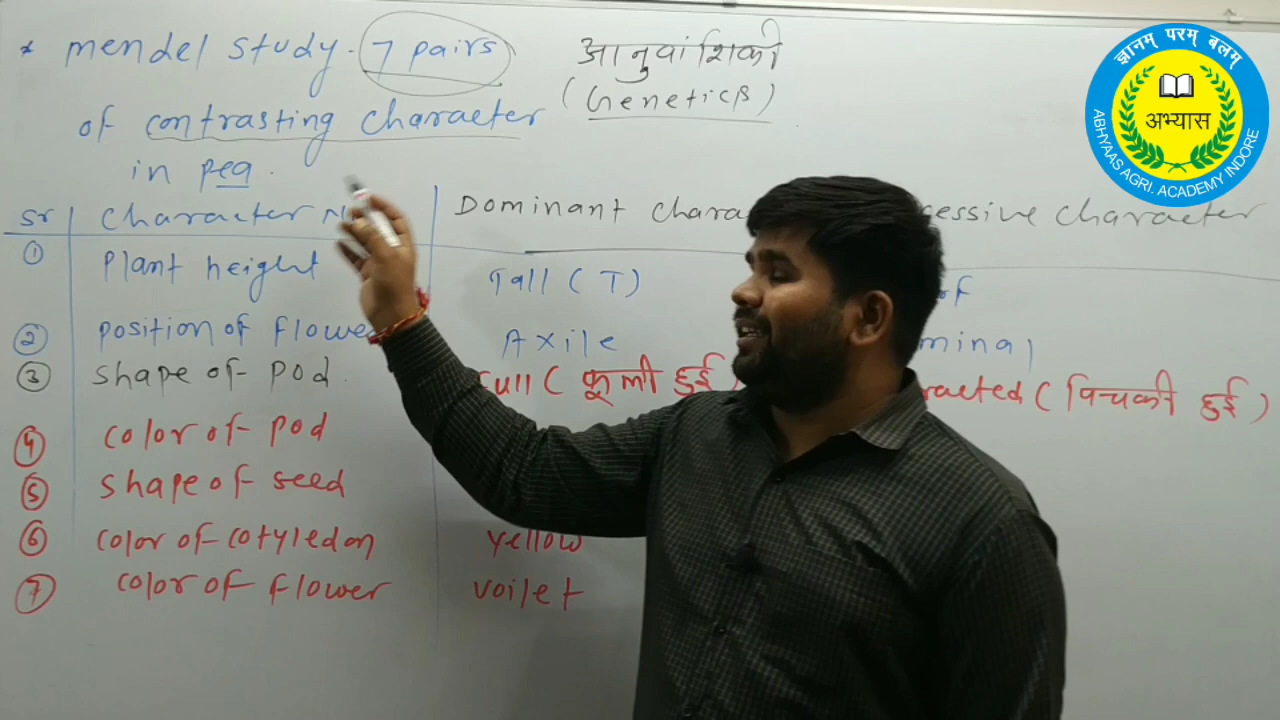 * Mendel study. 7 pairs
of contrasting character
in pea.
आनुवांशिकी
(Genetics)
ज्ञानम् परम् बलम्
अभ्यास
ABHYAAS AGRI. ACADEMY INDORE
Sr Character N Dominant chara cessive character
① Plant height Tall (T) rf
② position of flowe Axile minal
③ shape of pod. full (फूली हुई) racted (पिचकी हुई)
④ color of pod
⑤ shape of seed
⑥ color of cotyledon yellow
⑦ color of flower voilet